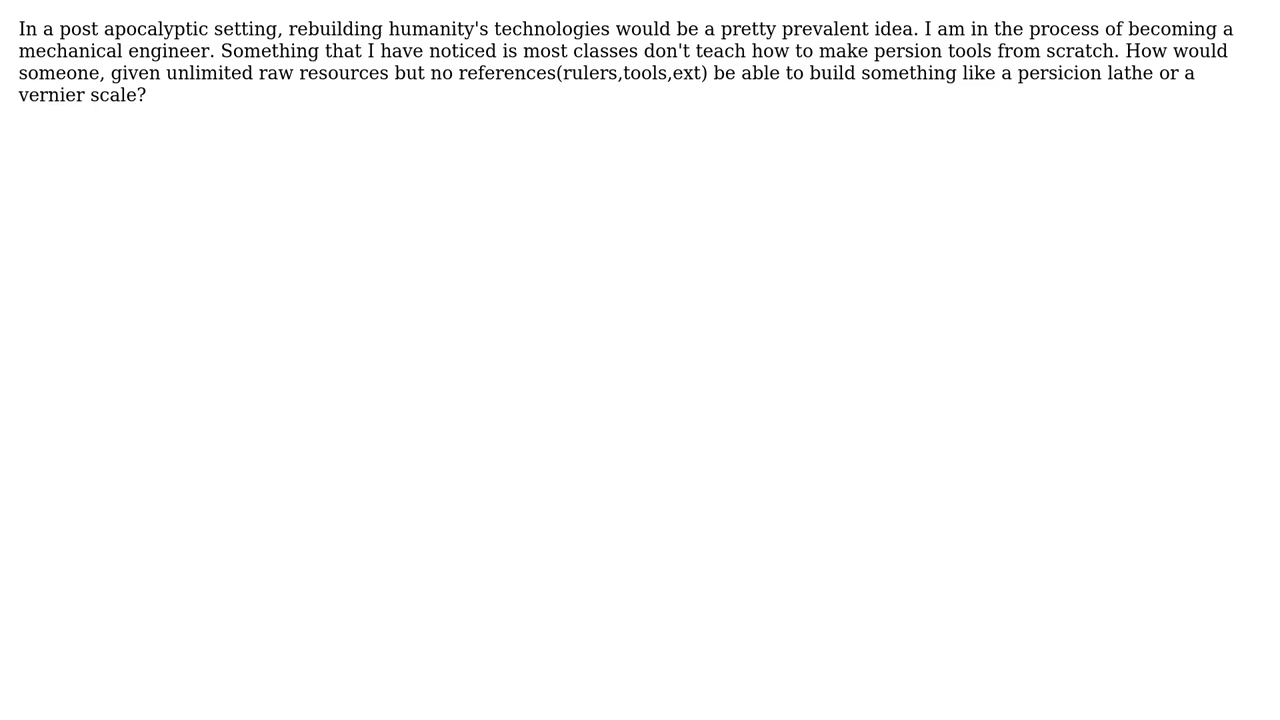 In a post apocalyptic setting, rebuilding humanity's technologies would be a pretty prevalent idea. I am in the process of becoming a
mechanical engineer. Something that I have noticed is most classes don't teach how to make persion tools from scratch. How would
someone, given unlimited raw resources but no references(rulers,tools,ext) be able to build something like a persicion lathe or a
vernier scale?